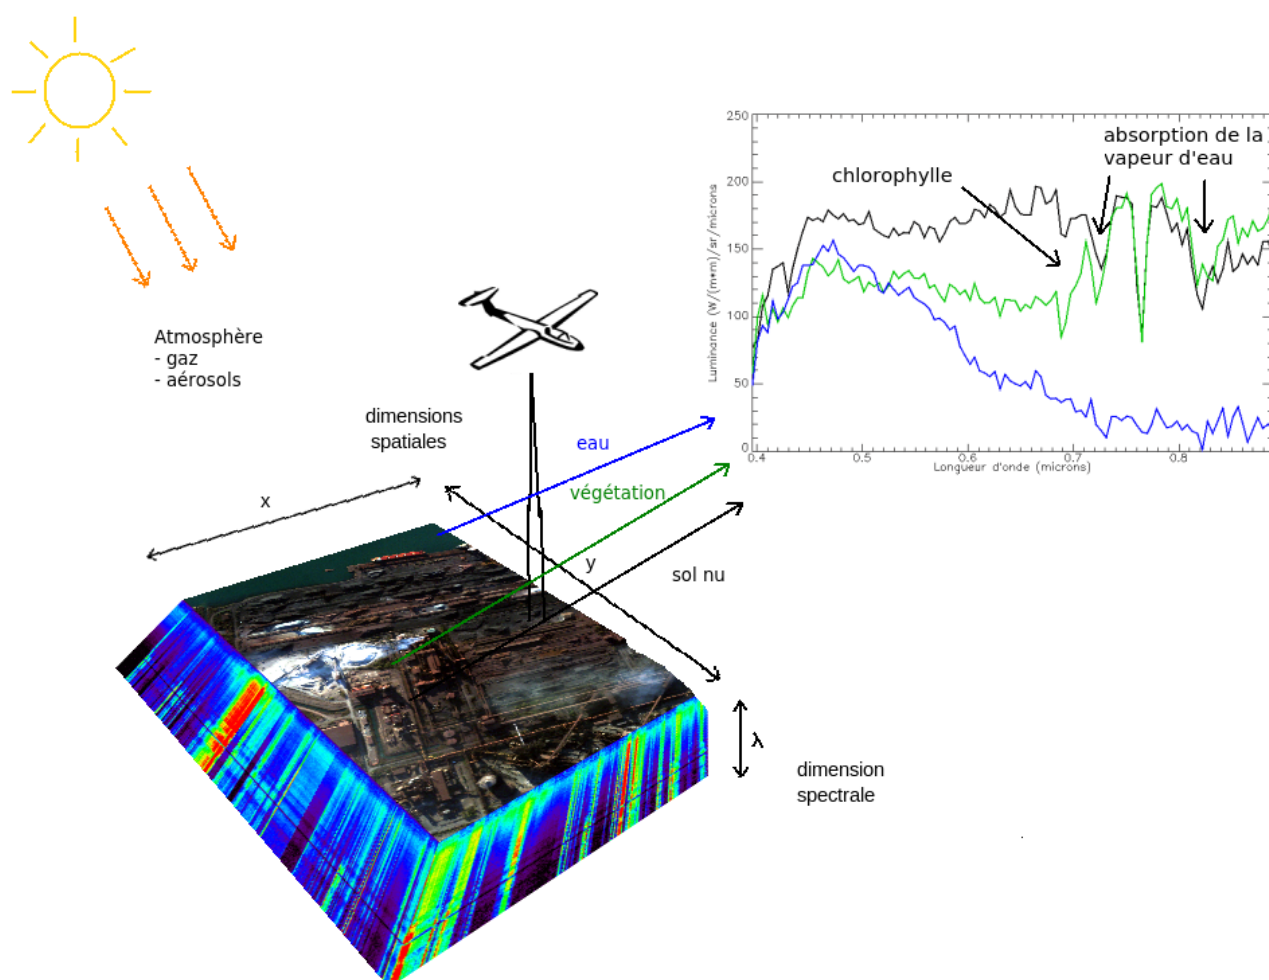 250
200
150
100
50
0
Luminance (W/(m*m)/sr/microns)
0.4
0.5
0.6
0.7
0.8
Longueur d'onde (microns)
absorption de la
vapeur d'eau
chlorophylle
Atmosphère
- gaz
- aérosols
dimensions
spatiales
eau
végétation
x
y
sol nu
λ
dimension
spectrale